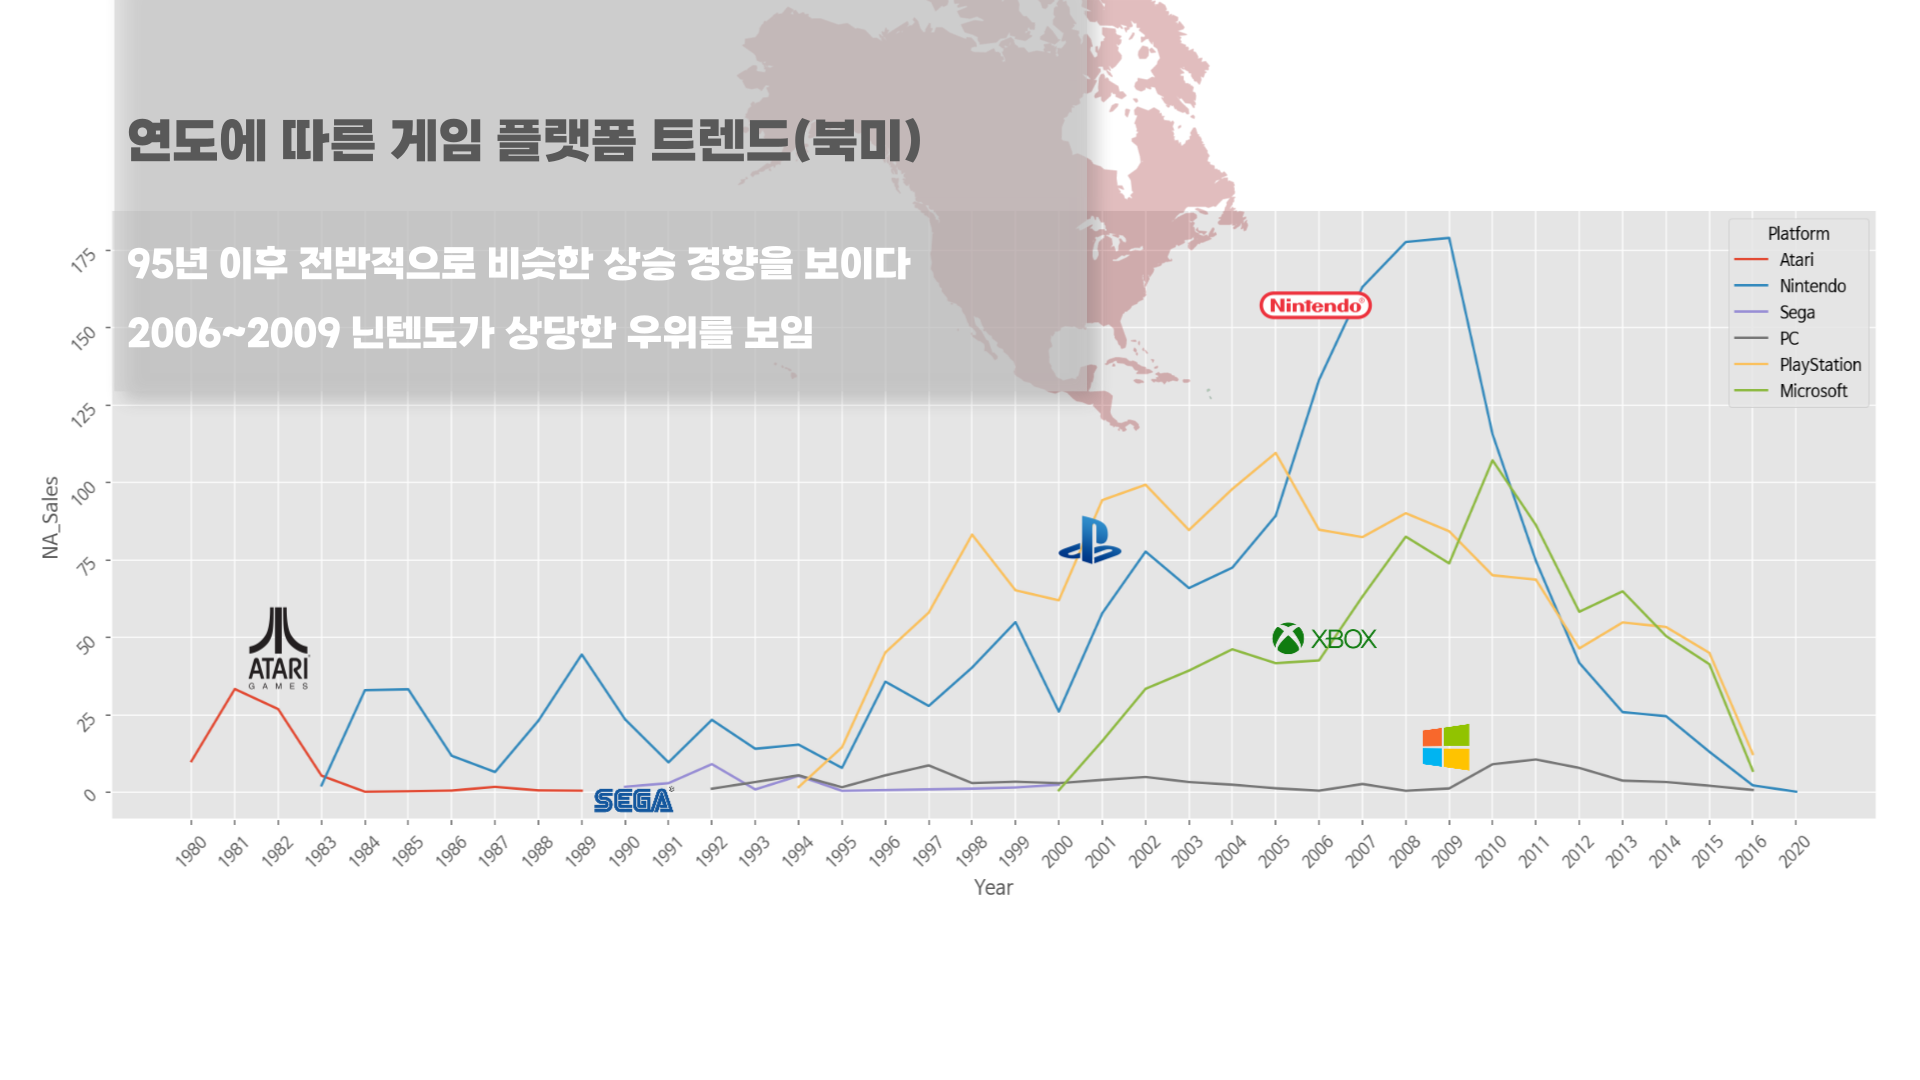 연도에 따른 게임 플랫폼 트렌드(북미)
95년 이후 전반적으로 비슷한 상승 경향을 보이다
2006~2009 닌텐도가 상당한 우위를 보임
Platform
Atari
Nintendo
Sega
PC
PlayStation
Microsoft
NA_Sales
175
150
125
100
75
50
25
0
Nintendo®
XBOX
ATARI
GAMES
SEGA®
1980 1981 1982 1983 1984 1985 1986 1987 1988 1989 1990 1991 1992 1993 1994 1995 1996 1997 1998 1999 2000 2001 2002 2003 2004 2005 2006 2007 2008 2009 2010 2011 2012 2013 2014 2015 2016 2020
Year